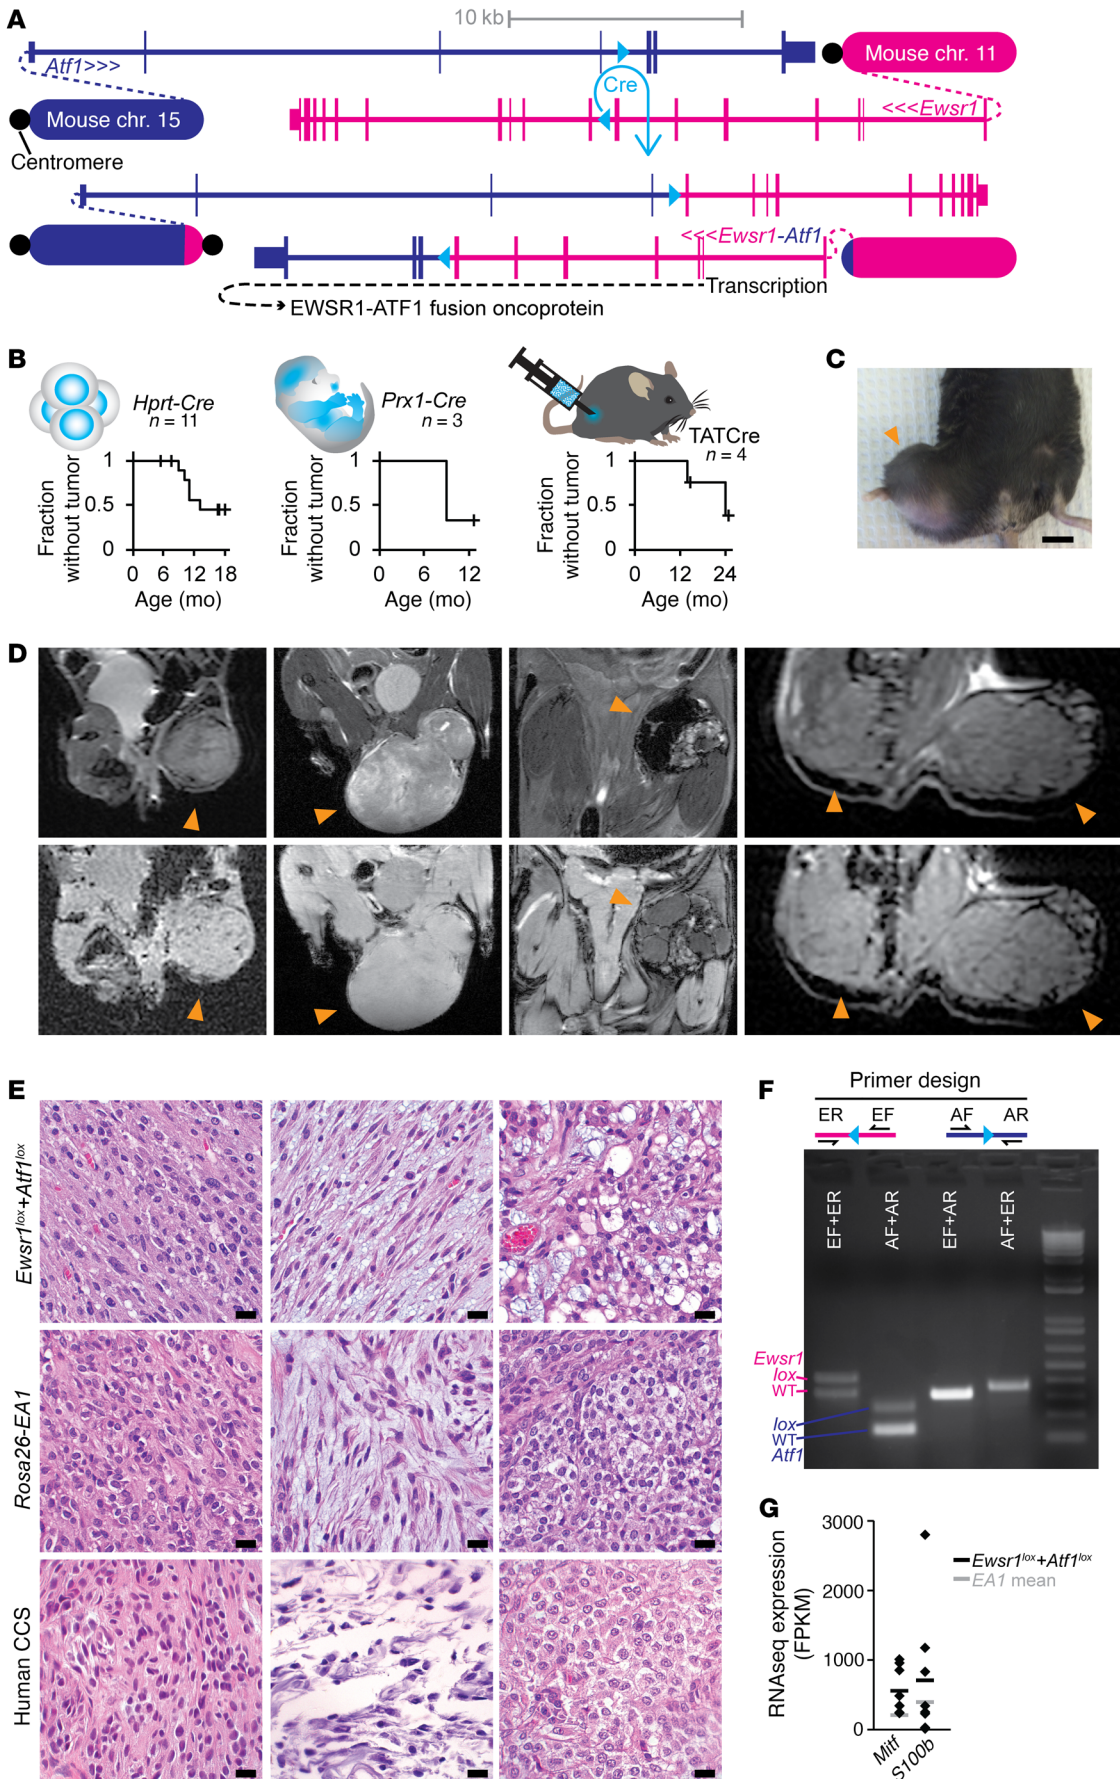 A
10 kb
Atf1>>>
Mouse chr. 11
Cre
Mouse chr. 15
<<<Ewsr1
Centromere
<<<Ewsr1-Atf1
Transcription
EWSR1-ATF1 fusion oncoprotein
B
Hprt-Cre
n = 11
Prx1-Cre
n = 3
TATCre
n = 4
Fraction without tumor
1
0.5
0
0 6 12 18
Age (mo)
Fraction without tumor
1
0.5
0
0 6 12
Age (mo)
Fraction without tumor
1
0.5
0
0 12 24
Age (mo)
C
D
E
Ewsr1lox+Atf1lox
Rosa26-EA1
Human CCS
F
Primer design
ER EF AF AR
EF+ER
AF+AR
EF+AR
AF+ER
Ewsr1
lox
WT
lox
WT
Atf1
G
RNAseq expression (FPKM)
3000
2000
1000
0
Mitf
S100b
Ewsr1lox+Atf1lox
EA1 mean